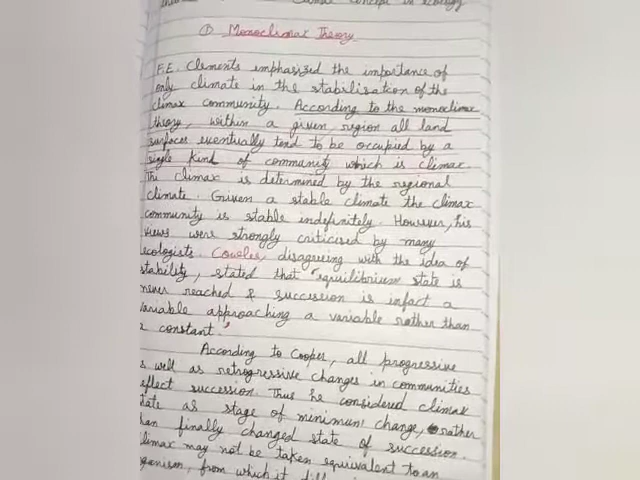 climax concept in ecology
① Monoclimax Theory
F.E. Clements emphasized the importance of
only climate in the stabilisation of the
climax community. According to the monoclimax
theory, within a given region all land
surfaces eventually tend to be occupied by a
single kind of community which is climax.
The climax is determined by the regional
climate. Given a stable climate the climax
community is stable indefinitely. However, his
views were strongly criticised by many
ecologists. Cowles, disagreeing with the idea of
stability, stated that "equilibrium state is
never reached & succession is infact a
variable approaching a variable rather than
a constant."
According to Cooper, all progressive
as well as retrogressive changes in communities
reflect succession. Thus he considered climax
state as stage of minimum change, rather
than finally changed state of succession.
Climax may not be taken equivalent to an
organism, from which it